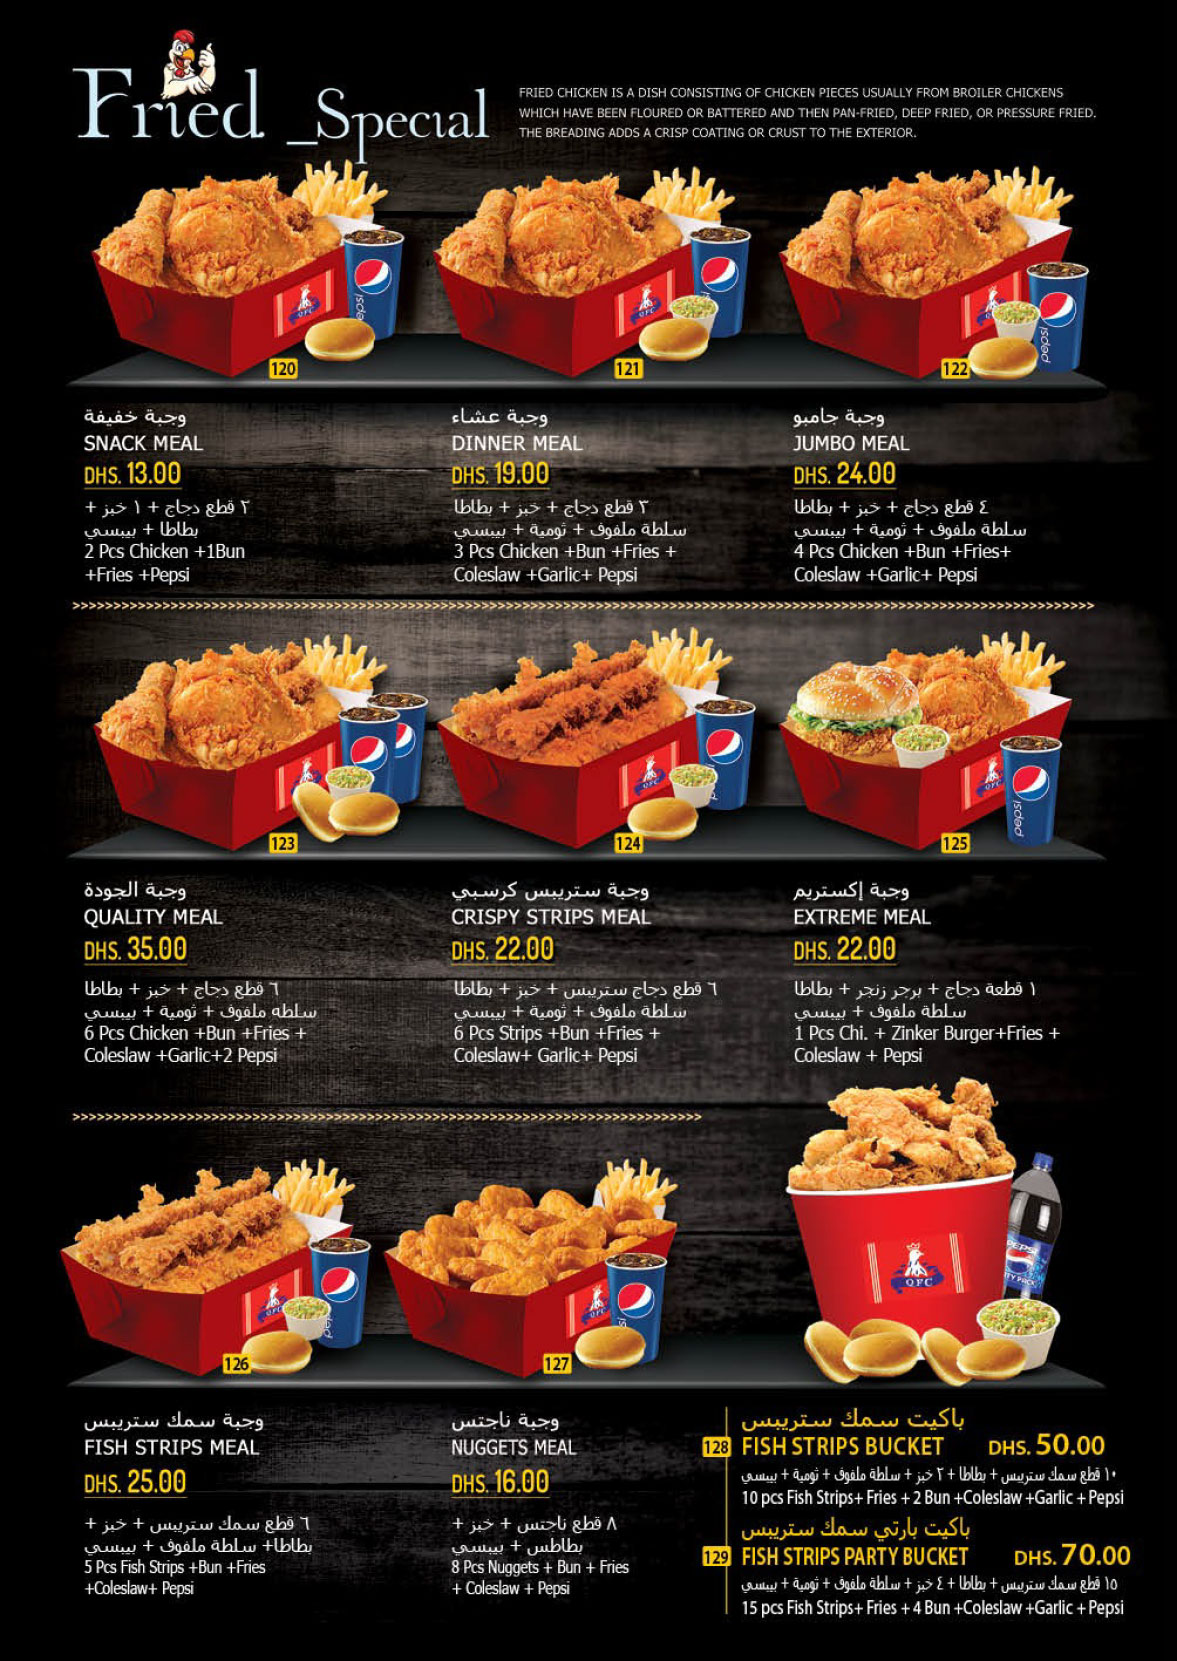 Fried _Special
FRIED CHICKEN IS A DISH CONSISTING OF CHICKEN PIECES USUALLY FROM BROILER CHICKENS
WHICH HAVE BEEN FLOURED OR BATTERED AND THEN PAN-FRIED, DEEP FRIED, OR PRESSURE FRIED.
THE BREADING ADDS A CRISP COATING OR CRUST TO THE EXTERIOR.
QFC
pepsi
120
QFC
121
QFC
pepsi
122
وجبة خفيفة
SNACK MEAL
DHS. 13.00
٢ قطع دجاج + ١ خبز +
بطاطا + بيبسي
2 Pcs Chicken +1Bun
+Fries +Pepsi
وجبة عشاء
DINNER MEAL
DHS. 19.00
٣ قطع دجاج + خبز + بطاطا
سلطة ملفوف + ثومية + بيبسي
3 Pcs Chicken +Bun +Fries +
Coleslaw +Garlic+ Pepsi
وجبة جامبو
JUMBO MEAL
DHS. 24.00
٤ قطع دجاج + خبز + بطاطا
سلطة ملفوف + ثومية + بيبسي
4 Pcs Chicken +Bun +Fries+
Coleslaw +Garlic+ Pepsi
QFC
123
QFC
124
QFC
pepsi
125
وجبة الجودة
QUALITY MEAL
DHS. 35.00
٦ قطع دجاج + خبز + بطاطا
سلطه ملفوف + ثومية + بيبسي
6 Pcs Chicken +Bun +Fries +
Coleslaw +Garlic+2 Pepsi
وجبة ستريبس كرسبي
CRISPY STRIPS MEAL
DHS. 22.00
٦ قطع دجاج ستريبس + خبز + بطاطا
سلطة ملفوف + ثومية + بيبسي
6 Pcs Strips +Bun +Fries +
Coleslaw+ Garlic+ Pepsi
وجبة إكستريم
EXTREME MEAL
DHS. 22.00
١ قطعة دجاج + برجر زنجر + بطاطا
سلطة ملفوف + بيبسي
1 Pcs Chi. + Zinker Burger+Fries +
Coleslaw + Pepsi
QFC
126
QFC
127
QFC
PEPSI
وجبة سمك ستريبس
FISH STRIPS MEAL
DHS. 25.00
٦ قطع سمك ستريبس + خبز +
بطاطا+ سلطة ملفوف + بيبسي
5 Pcs Fish Strips +Bun +Fries
+Coleslaw+ Pepsi
وجبة ناجتس
NUGGETS MEAL
DHS. 16.00
٨ قطع ناجتس + خبز +
بطاطس + بيبسي
8 Pcs Nuggets + Bun + Fries
+ Coleslaw + Pepsi
باكيت سمك ستريبس
128 FISH STRIPS BUCKET DHS. 50.00
١٠ قطع سمك ستريبس + بطاطا + ٢ خبز + سلطة ملفوف + ثومية + بيبسي
10 pcs Fish Strips+ Fries + 2 Bun +Coleslaw +Garlic + Pepsi
باكيت بارتي سمك ستريبس
129 FISH STRIPS PARTY BUCKET DHS. 70.00
١٥ قطع سمك ستريبس + بطاطا + ٤ خبز + سلطة ملفوف + ثومية + بيبسي
15 pcs Fish Strips+ Fries + 4 Bun +Coleslaw +Garlic + Pepsi